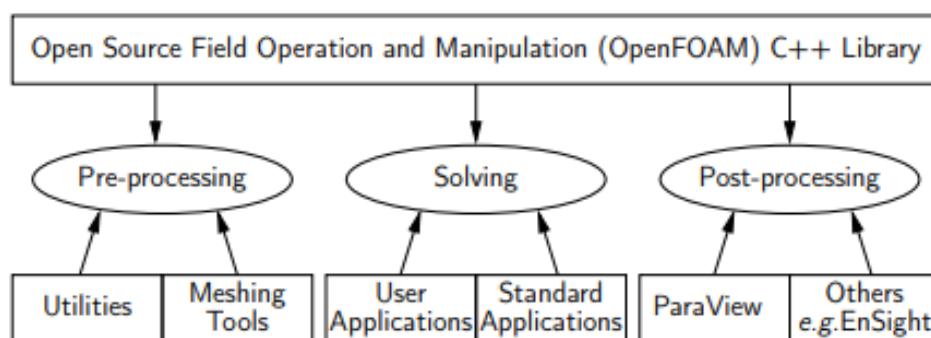 Open Source Field Operation and Manipulation (OpenFOAM) C++ Library
Pre-processing
Solving
Post-processing
Utilities
Meshing
Tools
User
Applications
Standard
Applications
ParaView
Others
e.g.EnSight